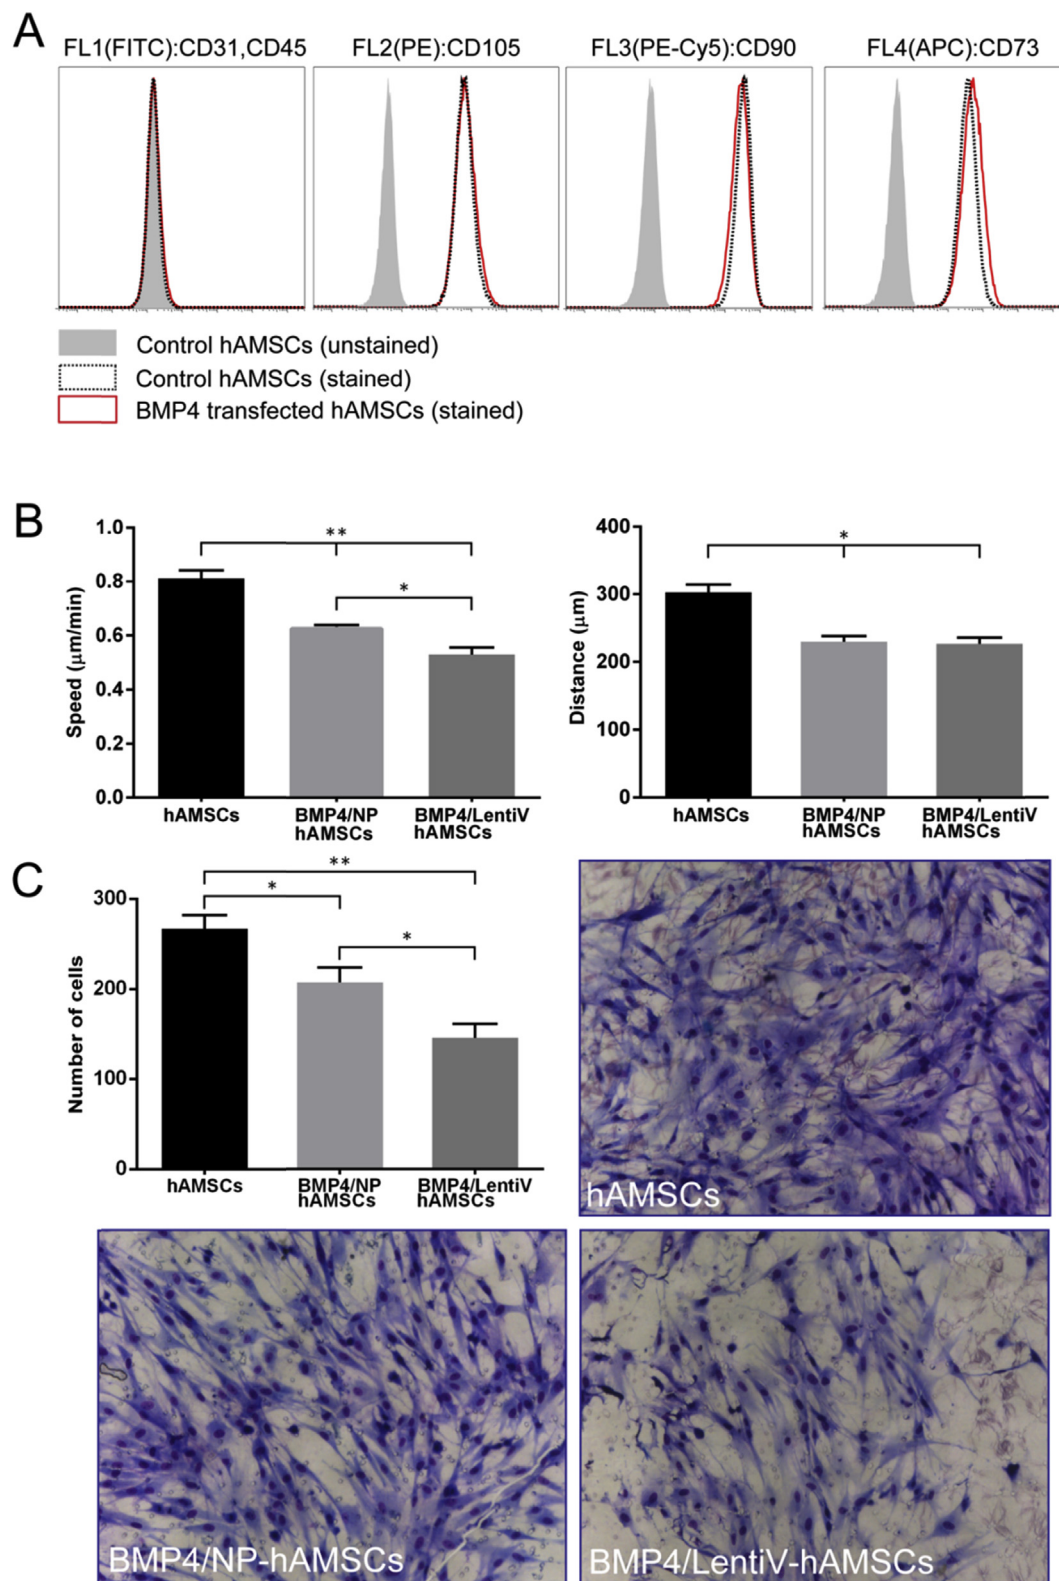 A
FL1(FITC):CD31,CD45 FL2(PE):CD105 FL3(PE-Cy5):CD90 FL4(APC):CD73
Control hAMSCs (unstained)
Control hAMSCs (stained)
BMP4 transfected hAMSCs (stained)
B
Speed (μm/min)
1.0
0.8
0.6
0.4
0.2
0.0
**
*
hAMSCs
BMP4/NP
hAMSCs
BMP4/LentiV
hAMSCs
Distance (μm)
400
300
200
100
0
*
hAMSCs
BMP4/NP
hAMSCs
BMP4/LentiV
hAMSCs
C
Number of cells
300
200
100
0
**
*
*
hAMSCs
BMP4/NP
hAMSCs
BMP4/LentiV
hAMSCs
hAMSCs
BMP4/NP-hAMSCs
BMP4/LentiV-hAMSCs